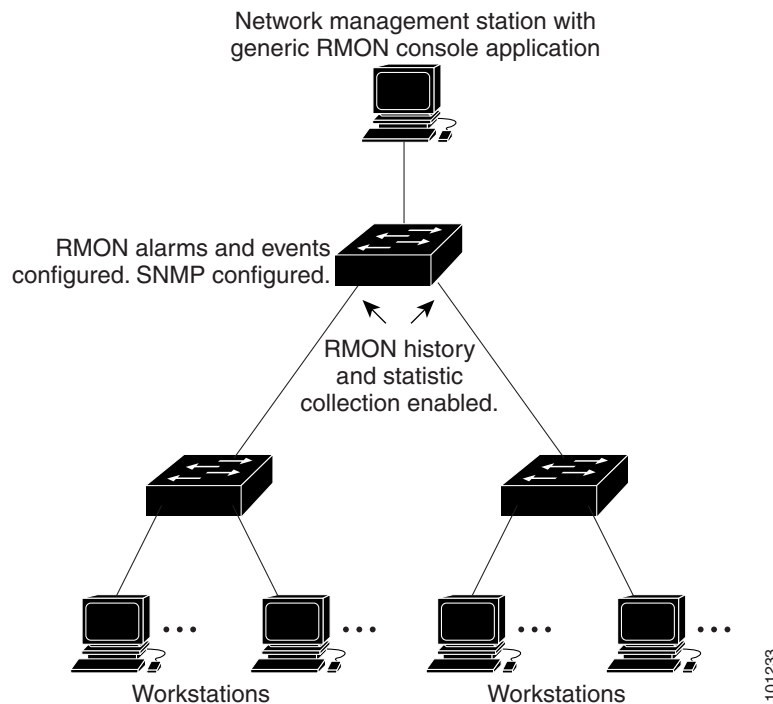 Network management station with
generic RMON console application
RMON alarms and events
configured. SNMP configured.
RMON history
and statistic
collection enabled.
Workstations
Workstations
101233